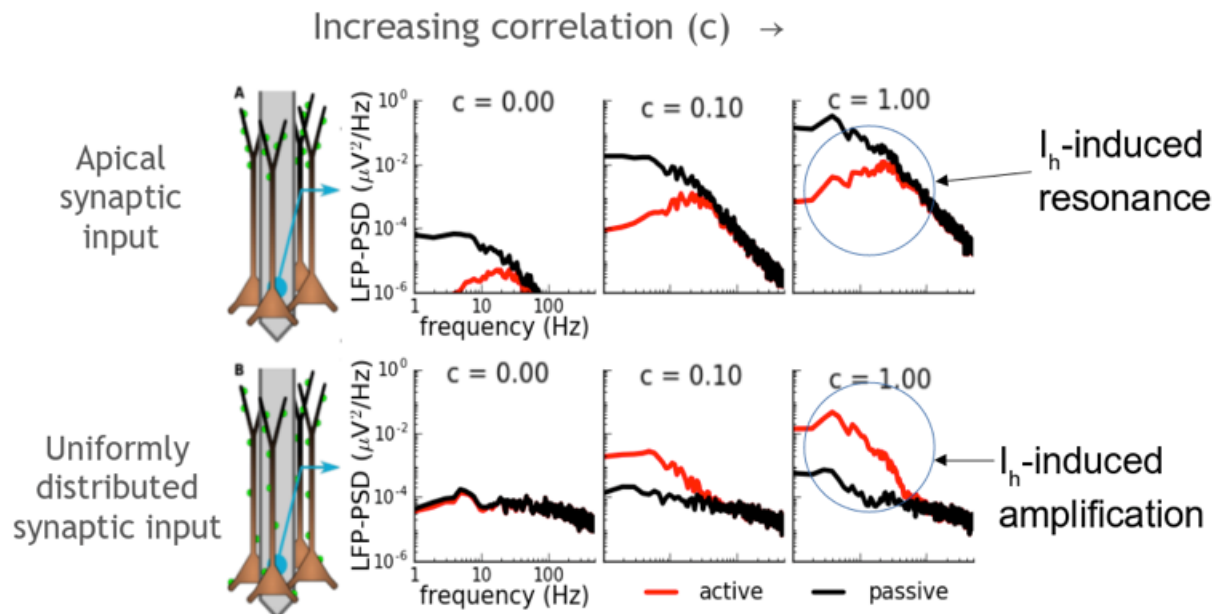 Increasing correlation (c) →
A
Apical
synaptic
input
LFP-PSD (μV²/Hz)
10⁰
10⁻²
10⁻⁴
10⁻⁶
c = 0.00
c = 0.10
c = 1.00
1
10
100
frequency (Hz)
Iₕ-induced
resonance
B
Uniformly
distributed
synaptic input
LFP-PSD (μV²/Hz)
10⁰
10⁻²
10⁻⁴
10⁻⁶
c = 0.00
c = 0.10
c = 1.00
1
10
100
frequency (Hz)
Iₕ-induced
amplification
active
passive